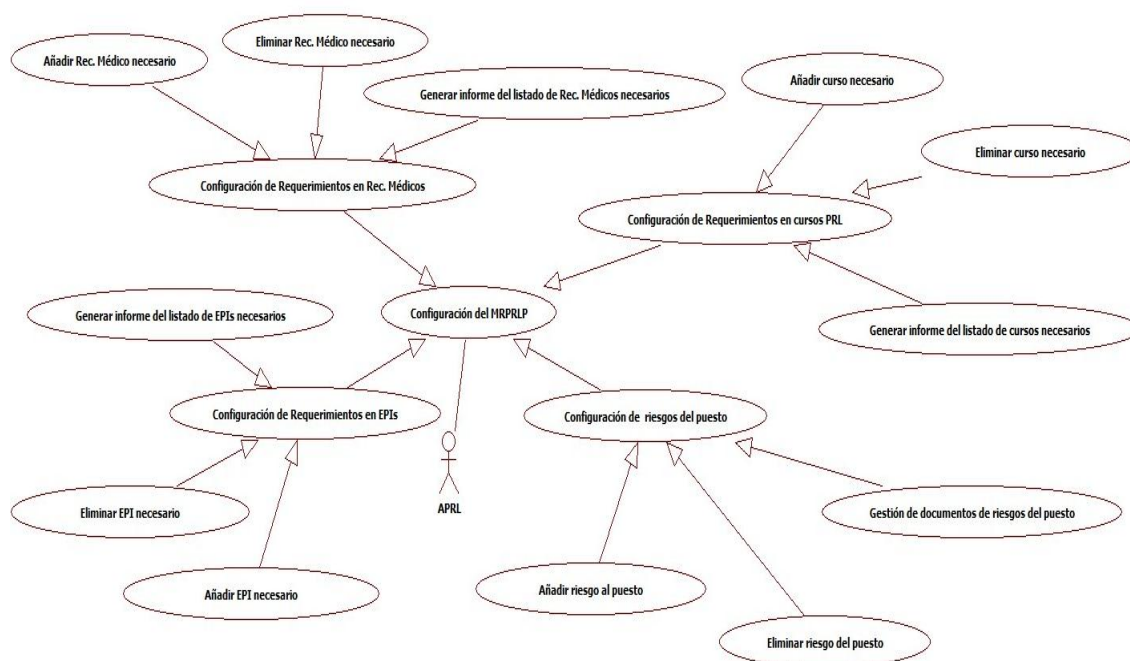 Eliminar Rec. Médico necesario
Añadir Rec. Médico necesario
Añadir curso necesario
Generar informe del listado de Rec. Médicos necesarios
Eliminar curso necesario
Configuración de Requerimientos en Rec. Médicos
Configuración de Requerimientos en cursos PRL
Generar informe del listado de EPIs necesarios
Configuración del MRPRLP
Generar informe del listado de cursos necesarios
Configuración de Requerimientos en EPIs
Configuración de riesgos del puesto
APRL
Eliminar EPI necesario
Gestión de documentos de riesgos del puesto
Añadir EPI necesario
Añadir riesgo al puesto
Eliminar riesgo del puesto